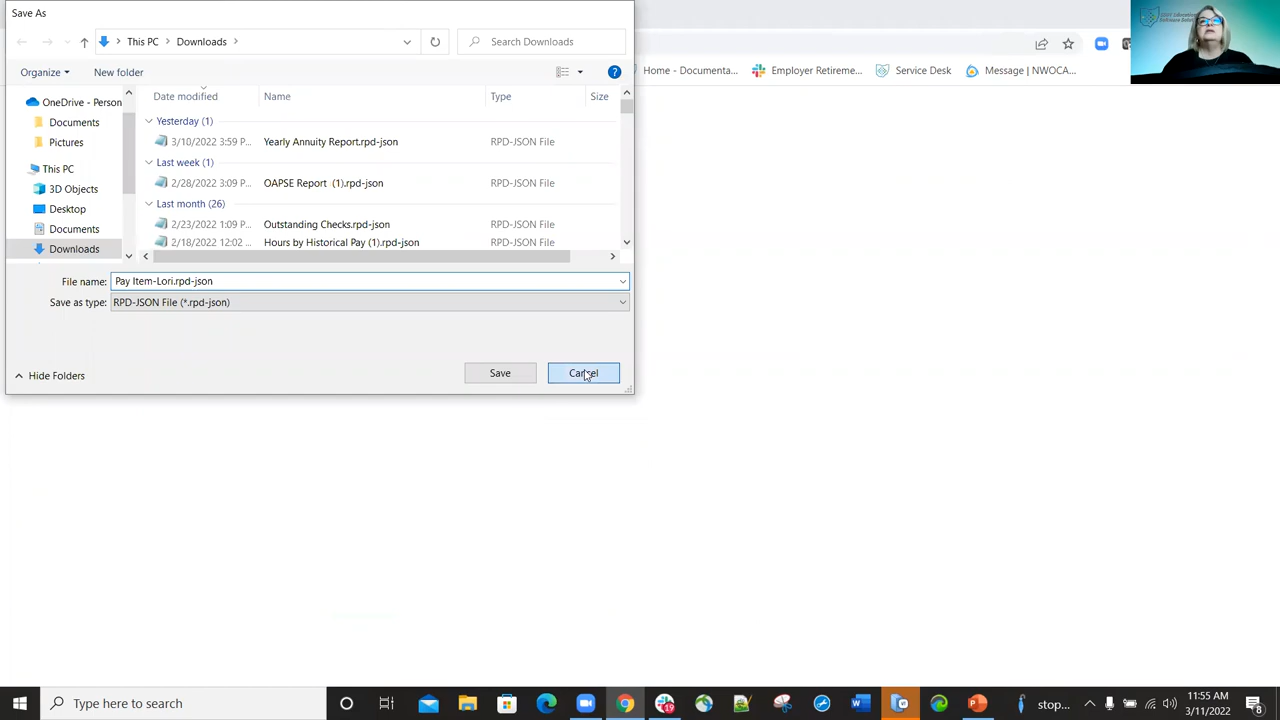 Save As
This PC > Downloads >
Search Downloads
Organize
New folder
?
Home - Documenta...
Employer Retireme...
Service Desk
Message | NWOCA...
OneDrive - Person
Documents
Pictures
This PC
3D Objects
Desktop
Documents
Downloads
Date modified
Name
Type
Size
Yesterday (1)
3/10/2022 3:59 P... Yearly Annuity Report.rpd-json RPD-JSON File
Last week (1)
2/28/2022 3:09 P... OAPSE Report (1).rpd-json RPD-JSON File
Last month (26)
2/23/2022 1:09 P... Outstanding Checks.rpd-json RPD-JSON File
2/18/2022 12:02 ... Hours by Historical Pay (1).rpd-json RPD-JSON File
File name: Pay Item-Lori.rpd-json
Save as type: RPD-JSON File (*.rpd-json)
Hide Folders
Save
Cancel
Type here to search
19
W
stop...
11:55 AM
3/11/2022
8